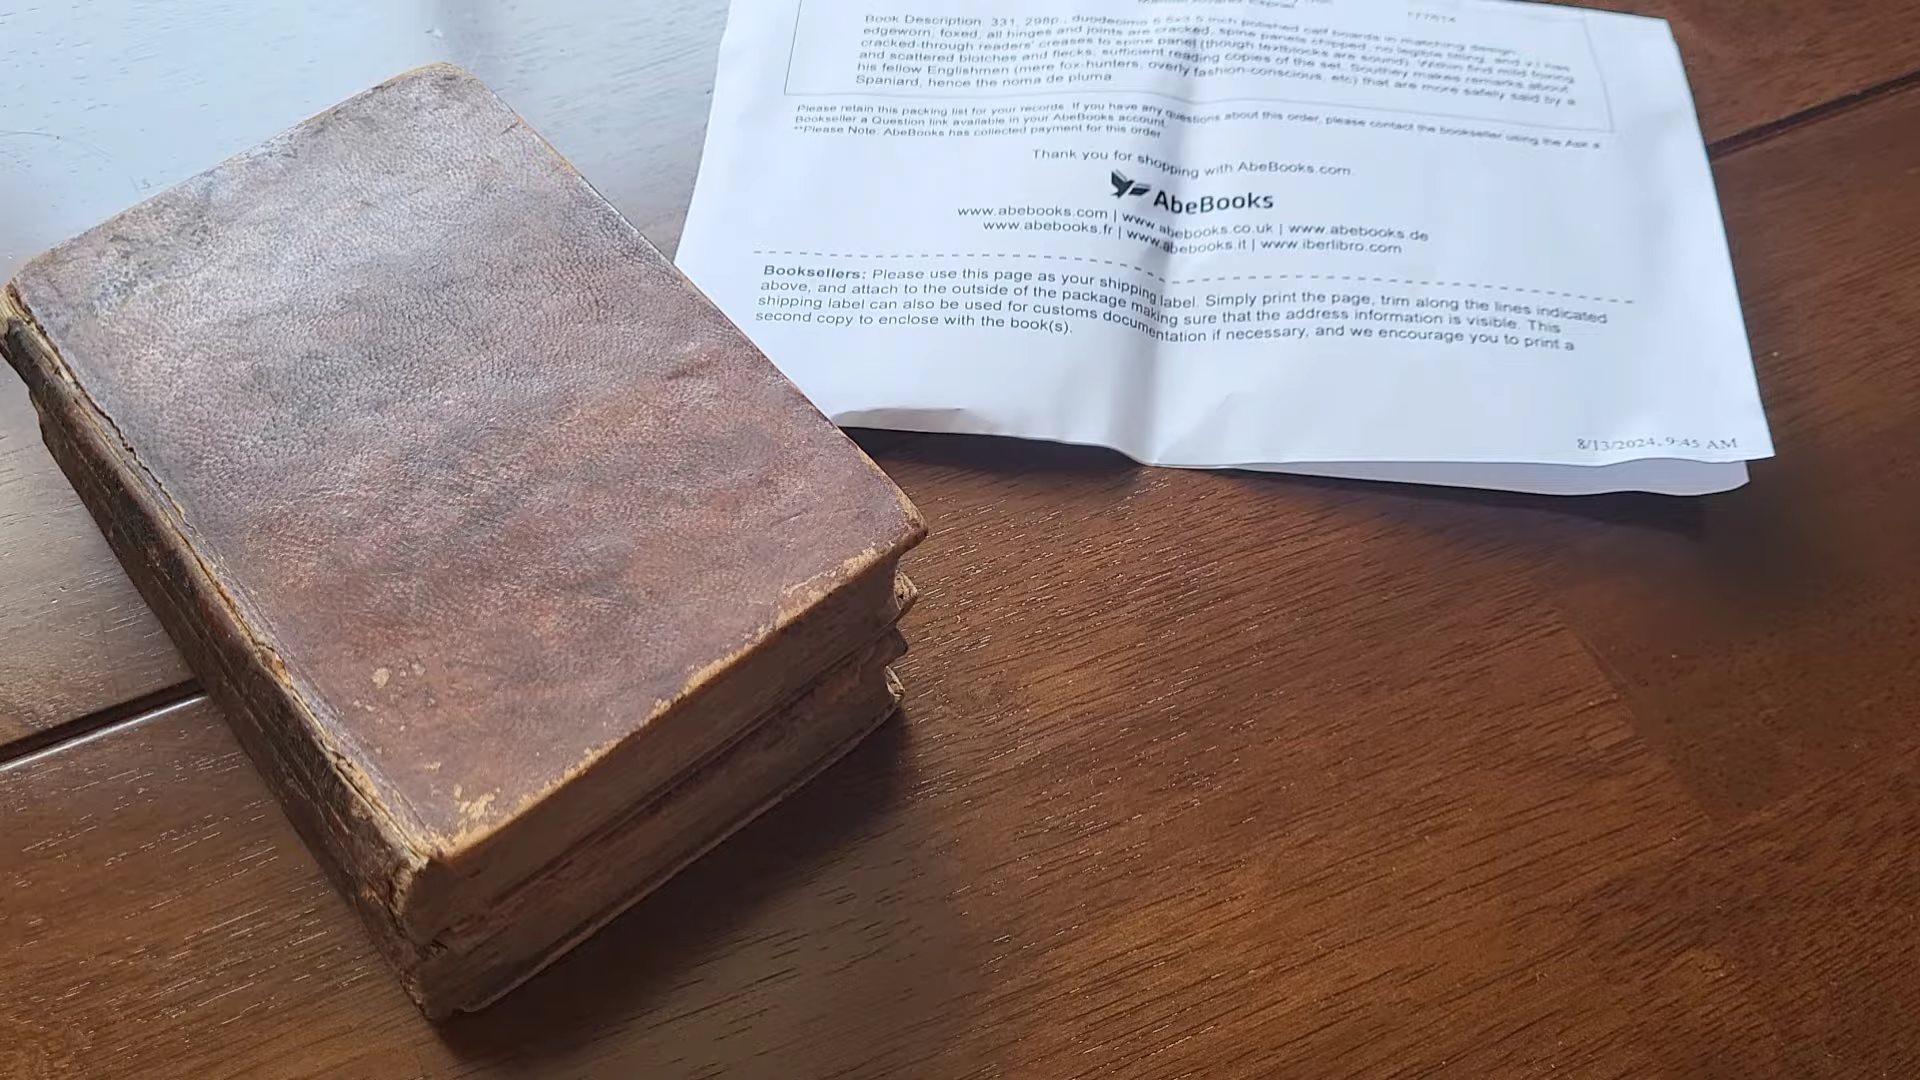 Manuel Alvarez Espriella
Book Description: 331, 298p., duodecimo 5.5x3.5 inch polished calf boards in matching design,
edgeworn, foxed, all hinges and joints are cracked, spine panels chipped, no legible titling, and v1 has
cracked-through readers' creases to spine panel (though textblocks are sound). Within find mild foxing
and scattered blotches and flecks, sufficient reading copies of the set. Southey makes remarks about
his fellow Englishmen (mere fox-hunters, overly fashion-conscious, etc) that are more safely said by a
Spaniard, hence the noma de pluma.
Please retain this packing list for your records. If you have any questions about this order, please contact the bookseller using the Ask a
Bookseller a Question link available in your AbeBooks account.
**Please Note: AbeBooks has collected payment for this order
Thank you for shopping with AbeBooks.com.
AbeBooks
www.abebooks.com | www.abebooks.co.uk | www.abebooks.de
www.abebooks.fr | www.abebooks.it | www.iberlibro.com
Booksellers: Please use this page as your shipping label. Simply print the page, trim along the lines indicated
above, and attach to the outside of the package making sure that the address information is visible. This
shipping label can also be used for customs documentation if necessary, and we encourage you to print a
second copy to enclose with the book(s).
8/13/2024, 9:45 AM